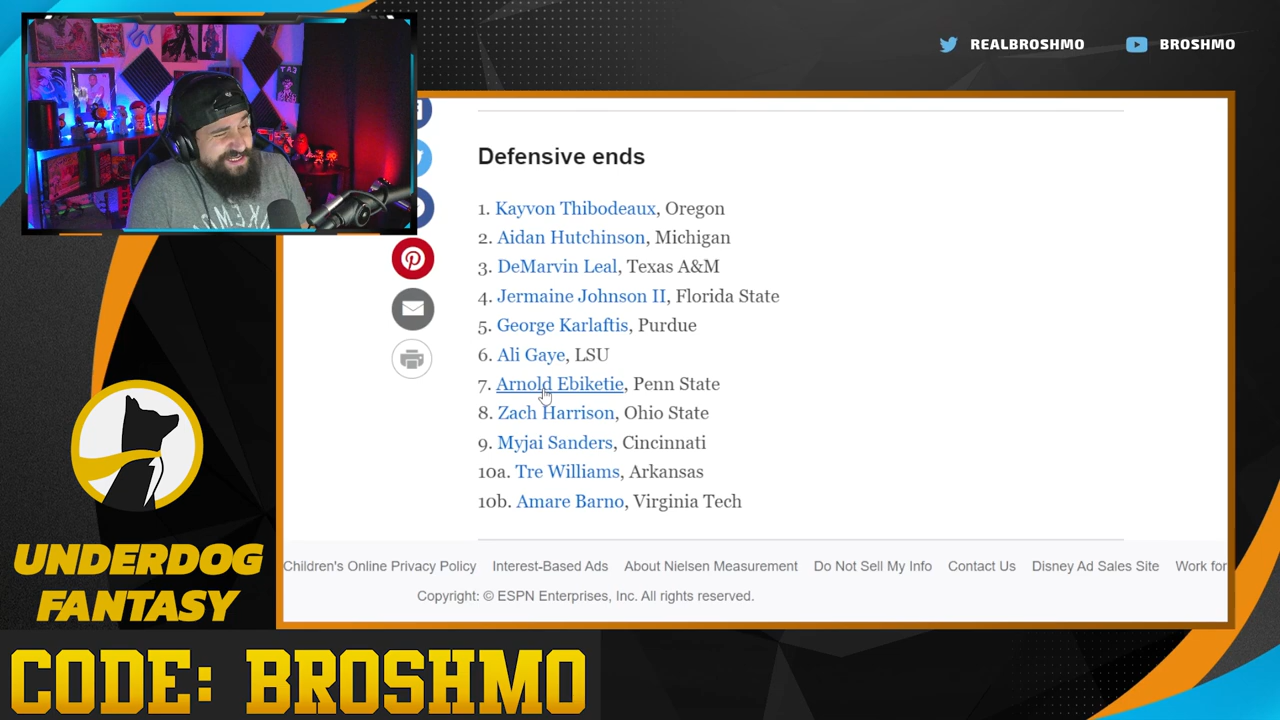 REALBROSHMO
BROSHMO
Defensive ends
1. Kayvon Thibodeaux, Oregon
2. Aidan Hutchinson, Michigan
3. DeMarvin Leal, Texas A&M
4. Jermaine Johnson II, Florida State
5. George Karlaftis, Purdue
6. Ali Gaye, LSU
7. Arnold Ebiketie, Penn State
8. Zach Harrison, Ohio State
9. Myjai Sanders, Cincinnati
10a. Tre Williams, Arkansas
10b. Amare Barno, Virginia Tech
Children's Online Privacy Policy Interest-Based Ads About Nielsen Measurement Do Not Sell My Info Contact Us Disney Ad Sales Site Work for
Copyright: © ESPN Enterprises, Inc. All rights reserved.
UNDERDOG
FANTASY
CODE: BROSHMO